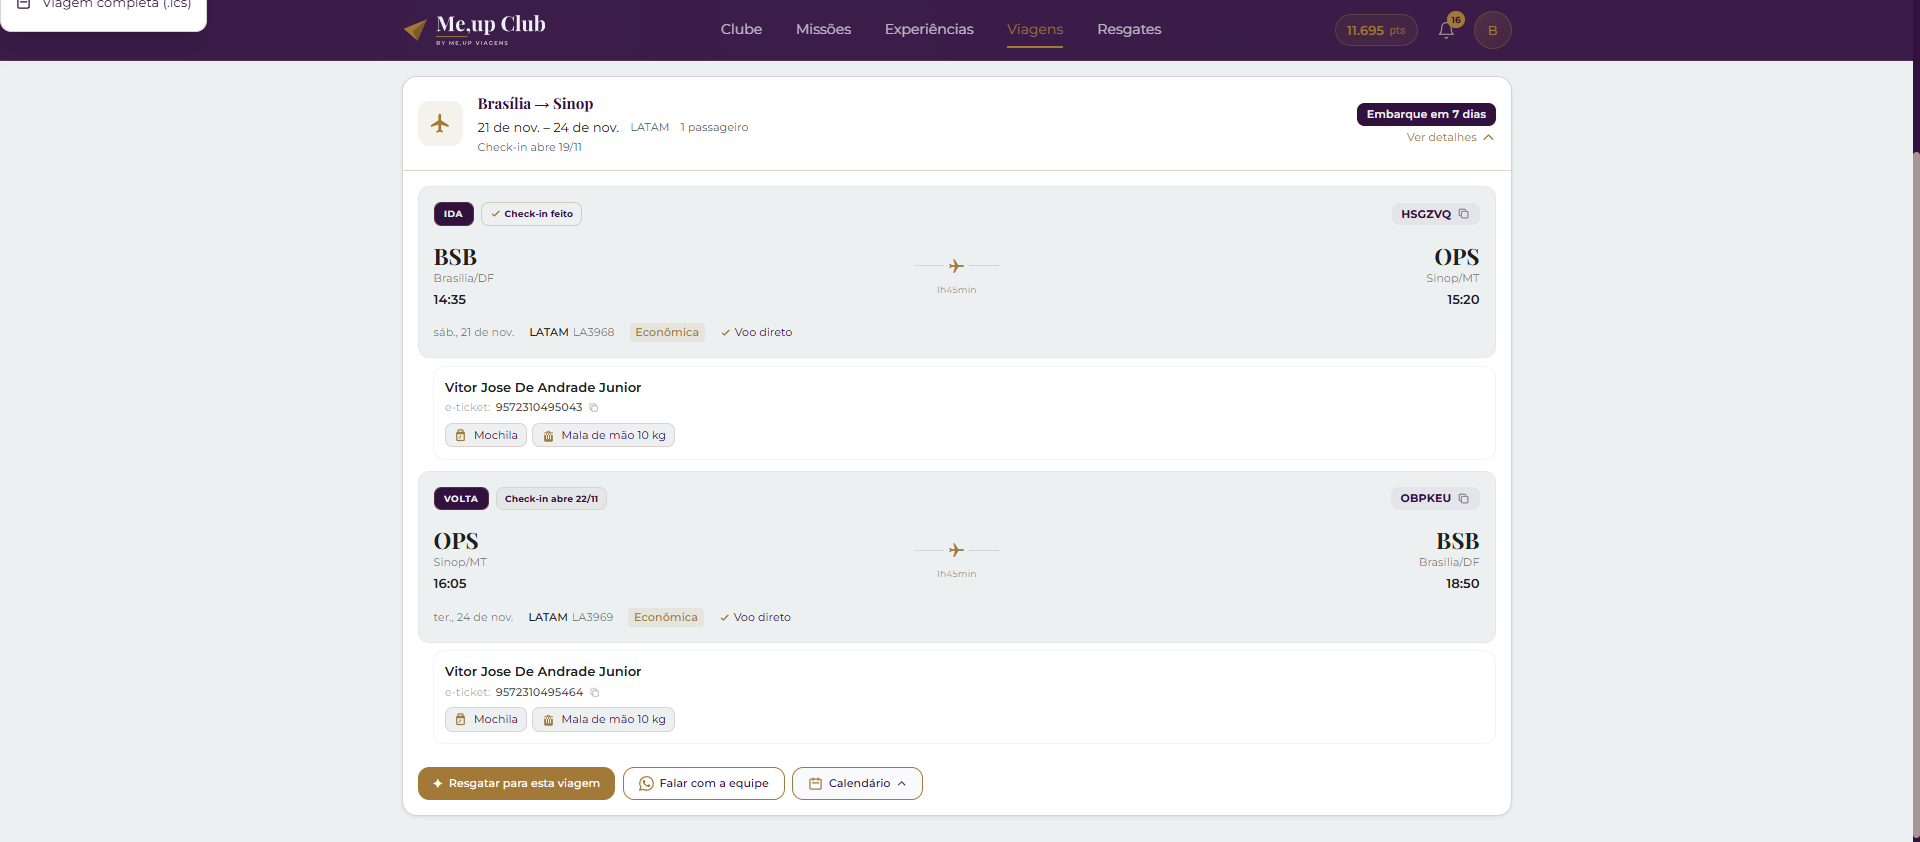 Viagem completa (.ics)
Me,up Club
BY ME,UP VIAGENS
Clube
Missões
Experiências
Viagens
Resgates
11.695 pts
16
B
Brasília → Sinop
21 de nov. – 24 de nov. LATAM 1 passageiro
Check-in abre 19/11
Embarque em 7 dias
Ver detalhes
IDA
Check-in feito
HSGZVQ
BSB
OPS
Brasília/DF
Sinop/MT
1h45min
14:35
15:20
sáb., 21 de nov. LATAM LA3968 Econômica Voo direto
Vitor Jose De Andrade Junior
e-ticket: 9572310495043
Mochila
Mala de mão 10 kg
VOLTA
Check-in abre 22/11
OBPKEU
OPS
BSB
Sinop/MT
Brasília/DF
1h45min
16:05
18:50
ter., 24 de nov. LATAM LA3969 Econômica Voo direto
Vitor Jose De Andrade Junior
e-ticket: 9572310495464
Mochila
Mala de mão 10 kg
Resgatar para esta viagem
Falar com a equipe
Calendário